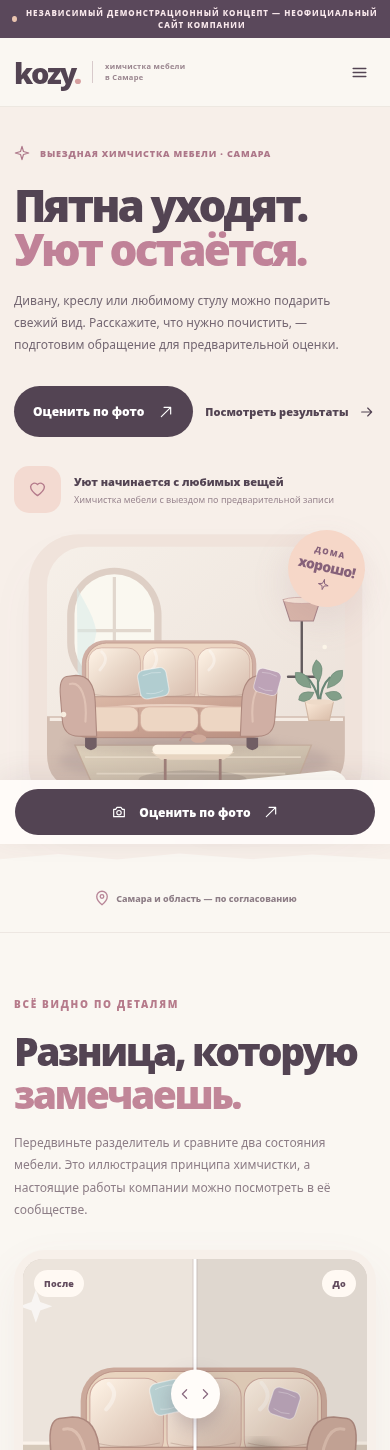 НЕЗАВИСИМЫЙ ДЕМОНСТРАЦИОННЫЙ КОНЦЕПТ — НЕОФИЦИАЛЬНЫЙ
САЙТ КОМПАНИИ
kozy.
химчистка мебели
в Самаре
ВЫЕЗДНАЯ ХИМЧИСТКА МЕБЕЛИ · САМАРА
Пятна уходят.
Уют остаётся.
Дивану, креслу или любимому стулу можно подарить
свежий вид. Расскажите, что нужно почистить, —
подготовим обращение для предварительной оценки.
Оценить по фото
Посмотреть результаты
Уют начинается с любимых вещей
Химчистка мебели с выездом по предварительной записи
ДОМА
хорошо!
Оценить по фото
Самара и область — по согласованию
ВСЁ ВИДНО ПО ДЕТАЛЯМ
Разница, которую
замечаешь.
Передвиньте разделитель и сравните два состояния
мебели. Это иллюстрация принципа химчистки, а
настоящие работы компании можно посмотреть в её
сообществе.
После
До